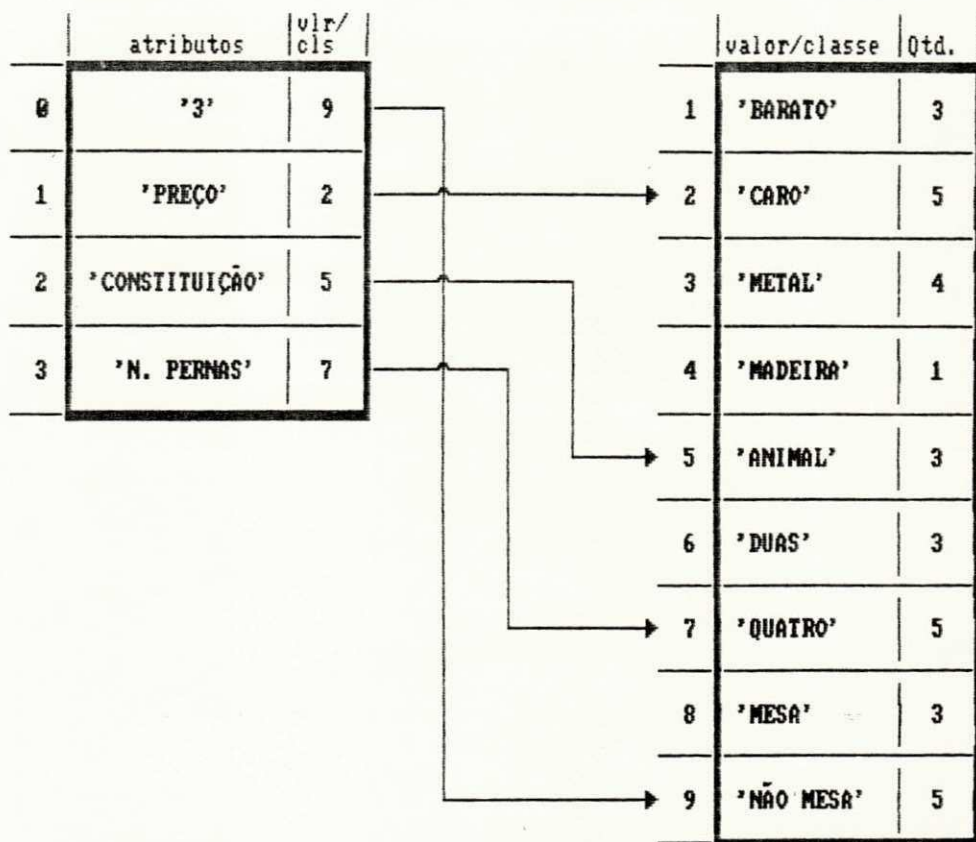 atributos vlr/cls
0 '3' 9
1 'PREÇO' 2
2 'CONSTITUIÇÃO' 5
3 'N. PERNAS' 7
valor/classe Qtd.
1 'BARATO' 3
2 'CARO' 5
3 'METAL' 4
4 'MADEIRA' 1
5 'ANIMAL' 3
6 'DUAS' 3
7 'QUATRO' 5
8 'MESA' 3
9 'NÃO MESA' 5